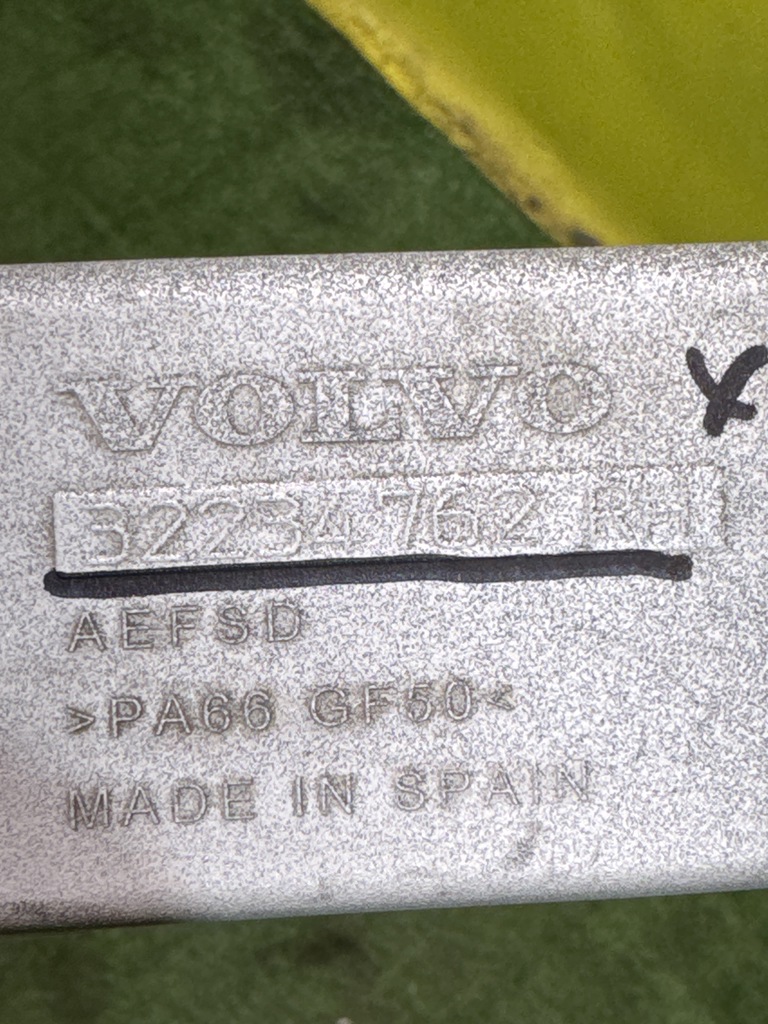 VOLVO
32234762 RH
AEFSD
>PA66 GF50<
MADE IN SPAIN